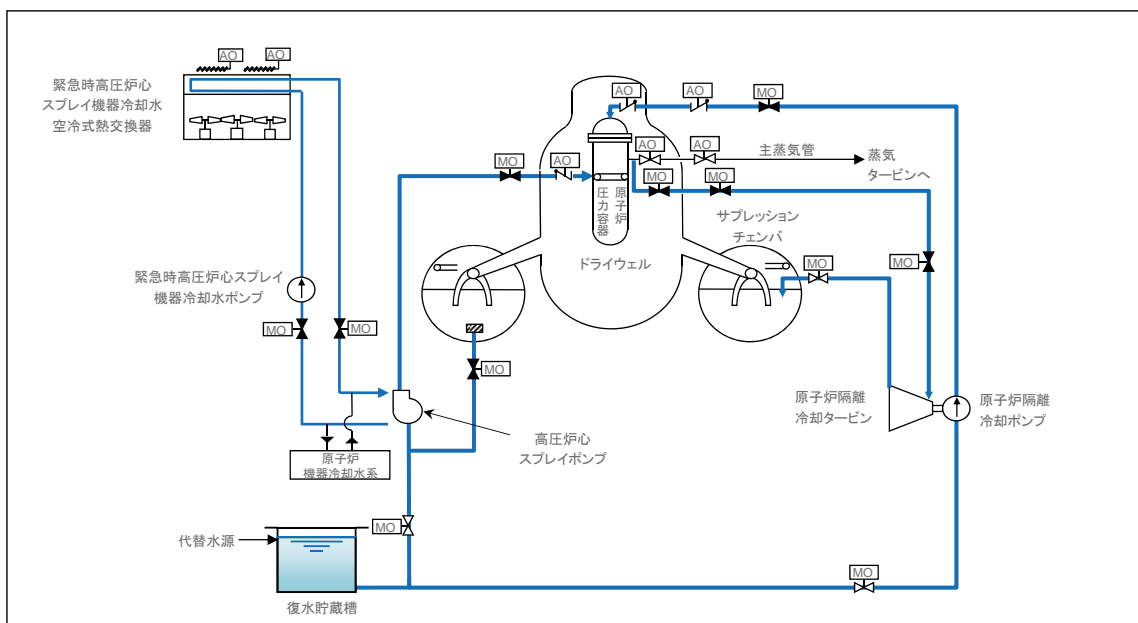 AO
AO
緊急時高圧炉心
スプレイ機器冷却水
空冷式熱交換器
AO
AO
MO
MO
AO
AO
AO
主蒸気管
蒸気
タービンへ
MO
MO
原子炉
圧力容器
サプレッション
チェンバ
ドライウェル
MO
MO
緊急時高圧炉心スプレイ
機器冷却水ポンプ
MO
MO
MO
原子炉隔離
冷却タービン
原子炉隔離
冷却ポンプ
高圧炉心
スプレイポンプ
原子炉
機器冷却水系
MO
代替水源
MO
復水貯蔵槽